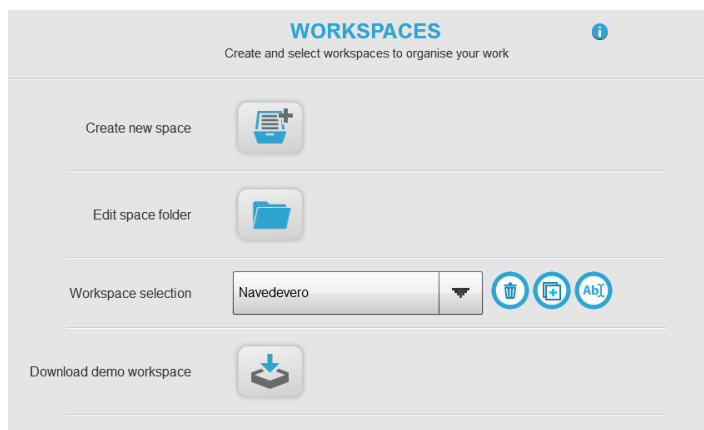 WORKSPACES
Create and select workspaces to organise your work
Create new space
Edit space folder
Workspace selection
Navedevero
AbI
Download demo workspace